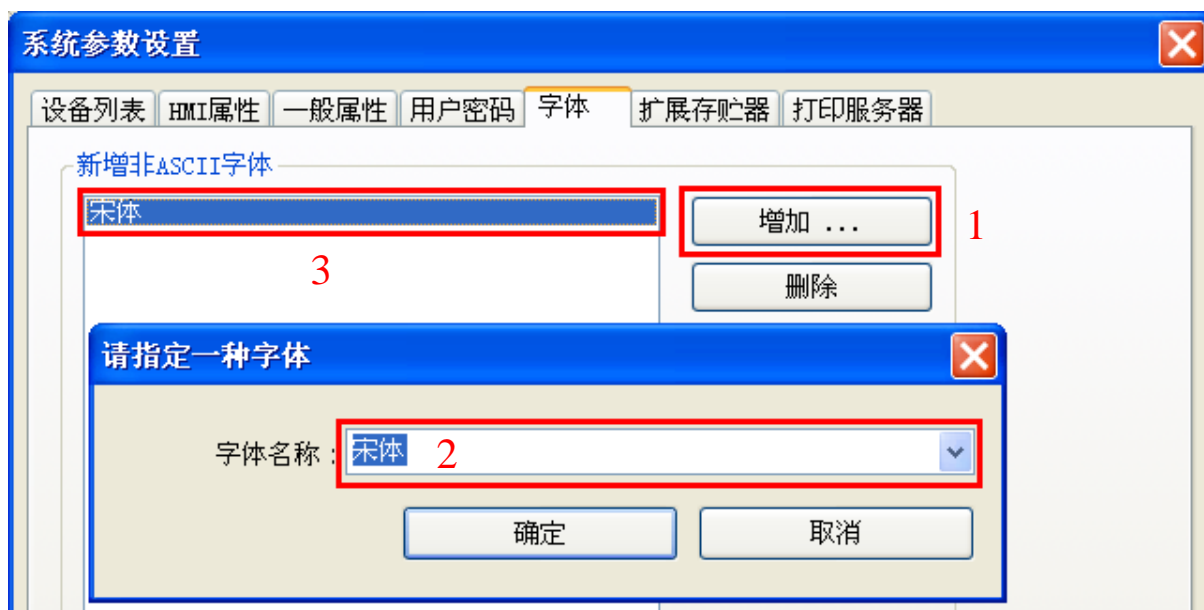 系统参数设置
设备列表 HMI属性 一般属性 用户密码 字体 扩展存贮器 打印服务器
新增非ASCII字体
宋体
增加 ...
1
3
删除
请指定一种字体
字体名称: 宋体 2
确定 取消